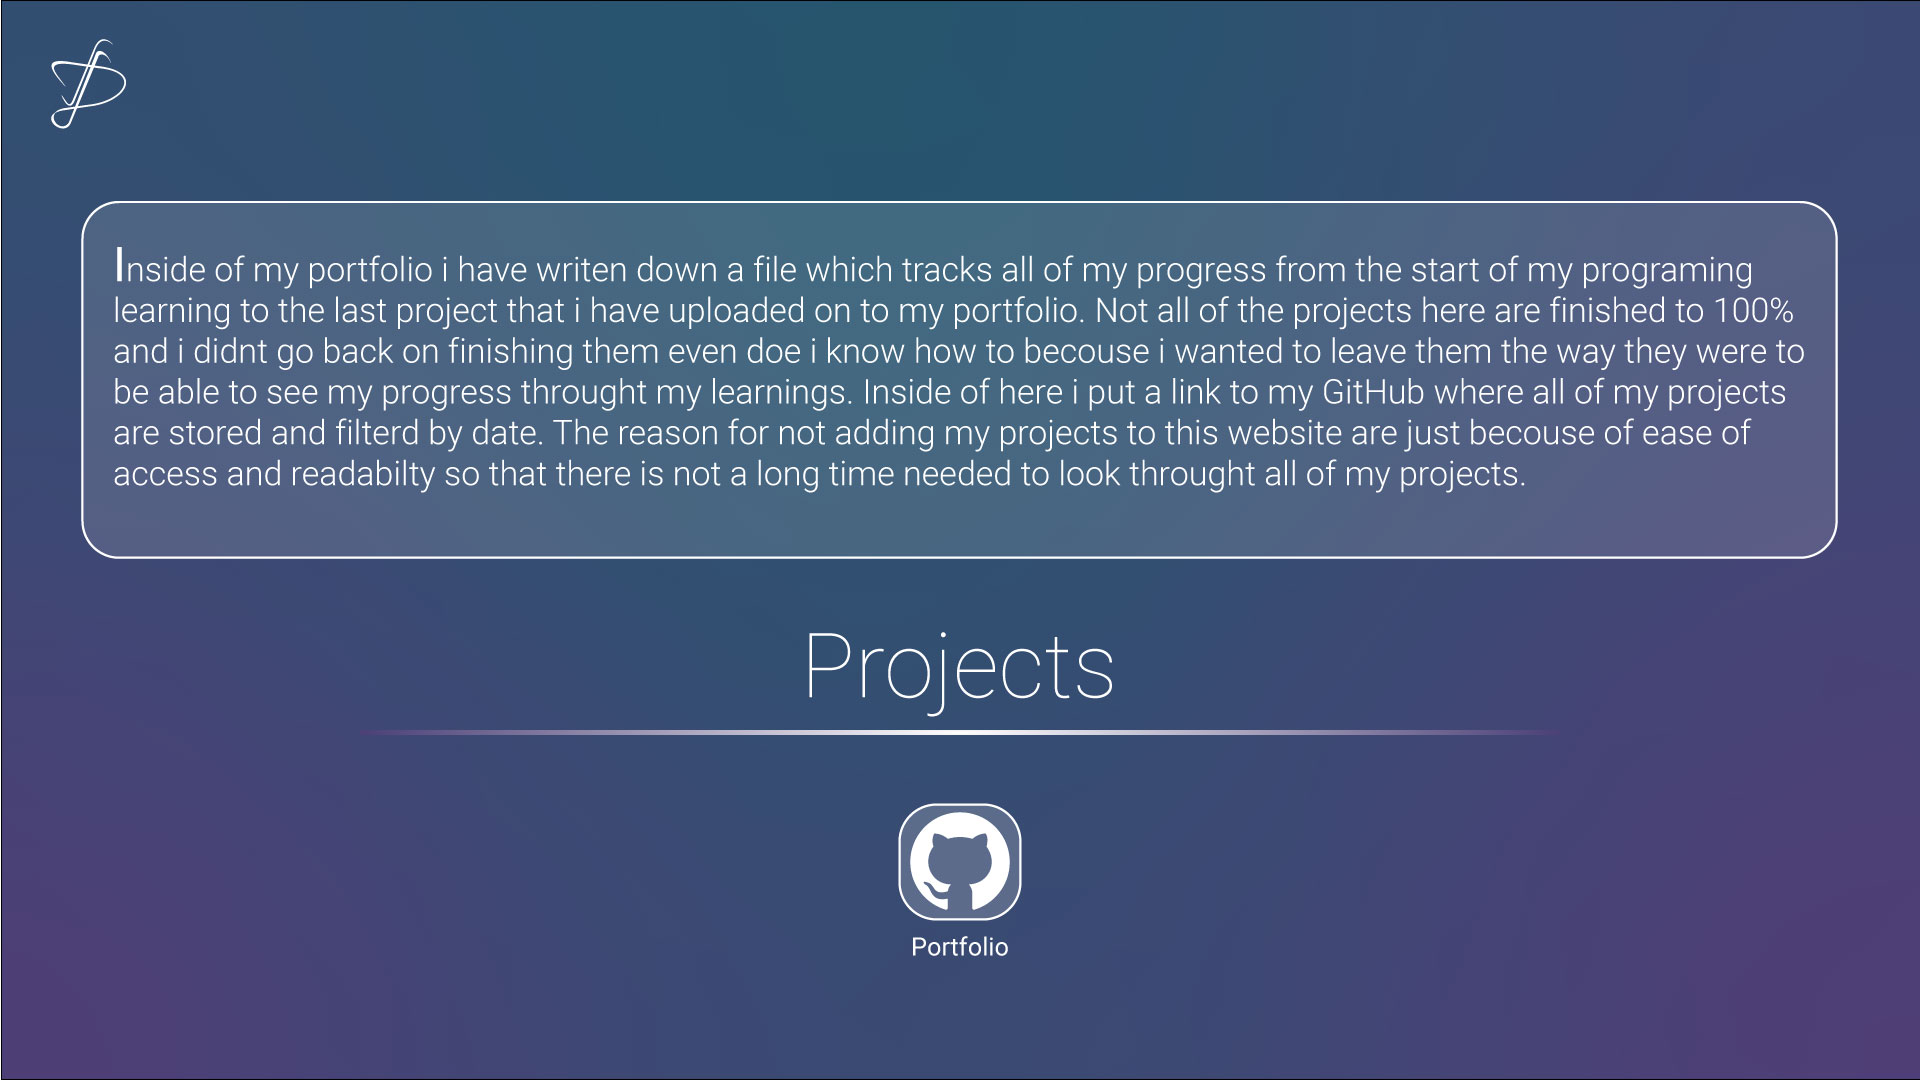 Inside of my portfolio i have writen down a file which tracks all of my progress from the start of my programing
learning to the last project that i have uploaded on to my portfolio. Not all of the projects here are finished to 100%
and i didnt go back on finishing them even doe i know how to becouse i wanted to leave them the way they were to
be able to see my progress throught my learnings. Inside of here i put a link to my GitHub where all of my projects
are stored and filterd by date. The reason for not adding my projects to this website are just becouse of ease of
access and readabilty so that there is not a long time needed to look throught all of my projects.
Projects
Portfolio